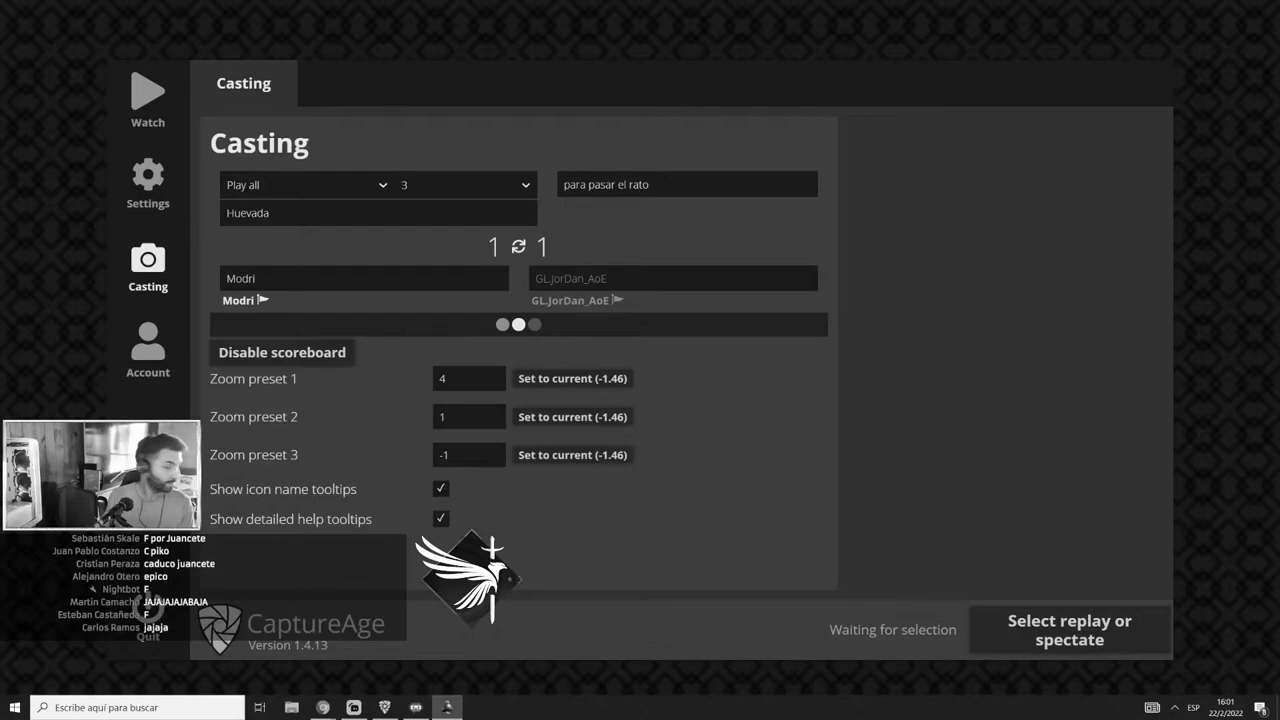 Casting
Watch
Settings
Casting
Account
Quit
Casting
Play all
3
para pasar el rato
Huevada
1 1
Modri
GL.JorDan_AoE
Modri
GL.JorDan_AoE
Disable scoreboard
Zoom preset 1
4
Set to current (-1.46)
Zoom preset 2
1
Set to current (-1.46)
Zoom preset 3
-1
Set to current (-1.46)
Show icon name tooltips
Show detailed help tooltips
Sebastián Skale F por Juancete
Juan Pablo Costanzo C piko
Cristian Peraza caduco juancete
Alejandro Otero epico
Nightbot F
Martin Camacho JAJAJAJAJABAJA
Esteban Castañeda F
Carlos Ramos jajaja
CaptureAge
Version 1.4.13
Waiting for selection
Select replay or
spectate
Escribe aquí para buscar
ESP
16:01
22/2/2022
8